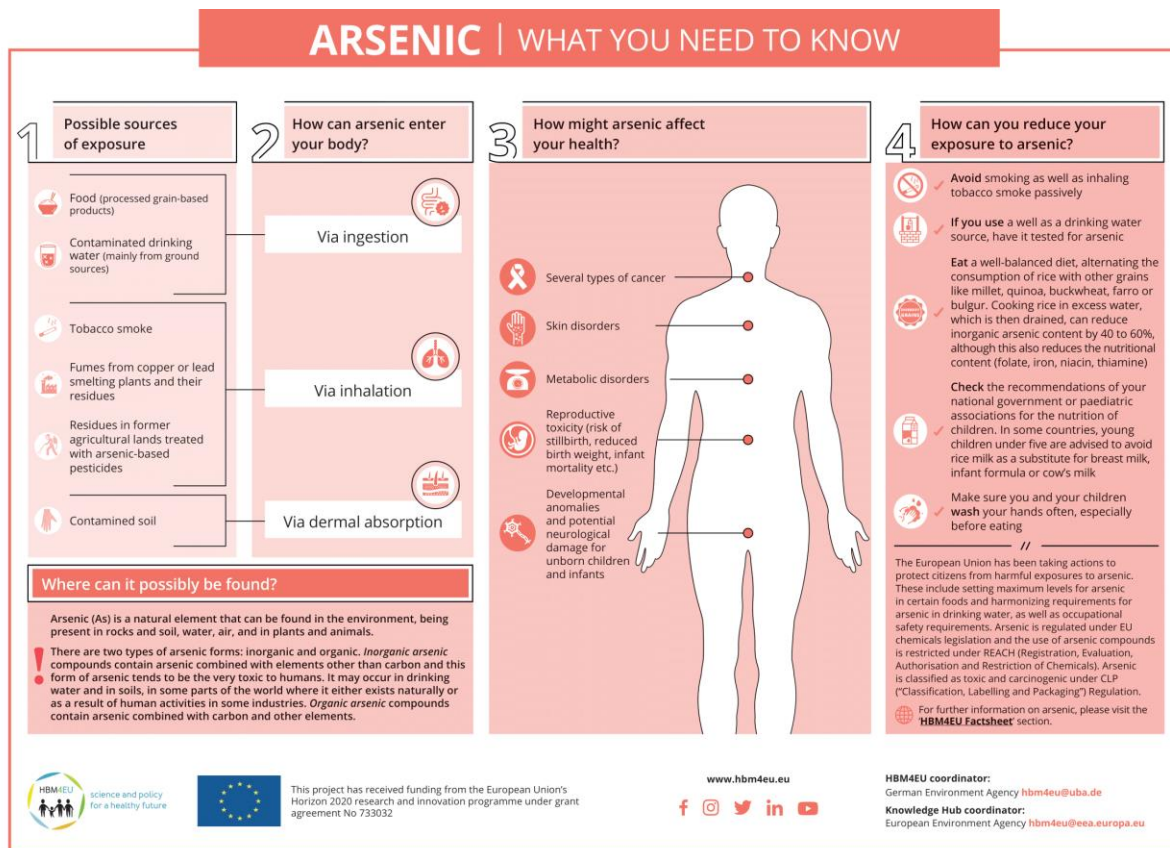 ARSENIC | WHAT YOU NEED TO KNOW
1
Possible sources
of exposure
Food (processed grain-based
products)
Contaminated drinking
water (mainly from ground
sources)
Tobacco smoke
Fumes from copper or lead
smelting plants and their
residues
Residues in former
agricultural lands treated
with arsenic-based
pesticides
Contamined soil
2
How can arsenic enter
your body?
Via ingestion
Via inhalation
Via dermal absorption
Where can it possibly be found?
Arsenic (As) is a natural element that can be found in the environment, being
present in rocks and soil, water, air, and in plants and animals.
!
There are two types of arsenic forms: inorganic and organic. Inorganic arsenic
compounds contain arsenic combined with elements other than carbon and this
form of arsenic tends to be the very toxic to humans. It may occur in drinking
water and in soils, in some parts of the world where it either exists naturally or
as a result of human activities in some industries. Organic arsenic compounds
contain arsenic combined with carbon and other elements.
3
How might arsenic affect
your health?
Several types of cancer
Skin disorders
Metabolic disorders
Reproductive
toxicity (risk of
stillbirth, reduced
birth weight, infant
mortality etc.)
Developmental
anomalies
and potential
neurological
damage for
unborn children
and infants
4
How can you reduce your
exposure to arsenic?
Avoid smoking as well as inhaling
tobacco smoke passively
If you use a well as a drinking water
source, have it tested for arsenic
Eat a well-balanced diet, alternating the
consumption of rice with other grains
like millet, quinoa, buckwheat, farro or
bulgur. Cooking rice in excess water,
which is then drained, can reduce
inorganic arsenic content by 40 to 60%,
although this also reduces the nutritional
content (folate, iron, niacin, thiamine)
Check the recommendations of your
national government or paediatric
associations for the nutrition of
children. In some countries, young
children under five are advised to avoid
rice milk as a substitute for breast milk,
infant formula or cow's milk
Make sure you and your children
wash your hands often, especially
before eating
//
The European Union has been taking actions to
protect citizens from harmful exposures to arsenic.
These include setting maximum levels for arsenic
in certain foods and harmonizing requirements for
arsenic in drinking water, as well as occupational
safety requirements. Arsenic is regulated under EU
chemicals legislation and the use of arsenic compounds
is restricted under REACH (Registration, Evaluation,
Authorisation and Restriction of Chemicals). Arsenic
is classified as toxic and carcinogenic under CLP
("Classification, Labelling and Packaging") Regulation.
For further information on arsenic, please visit the
'HBM4EU Factsheet' section.
HBM4EU
science and policy
for a healthy future
This project has received funding from the European Union's
Horizon 2020 research and innovation programme under grant
agreement No 733032
www.hbm4eu.eu
HBM4EU coordinator:
German Environment Agency hbm4eu@uba.de
Knowledge Hub coordinator:
European Environment Agency hbm4eu@eea.europa.eu